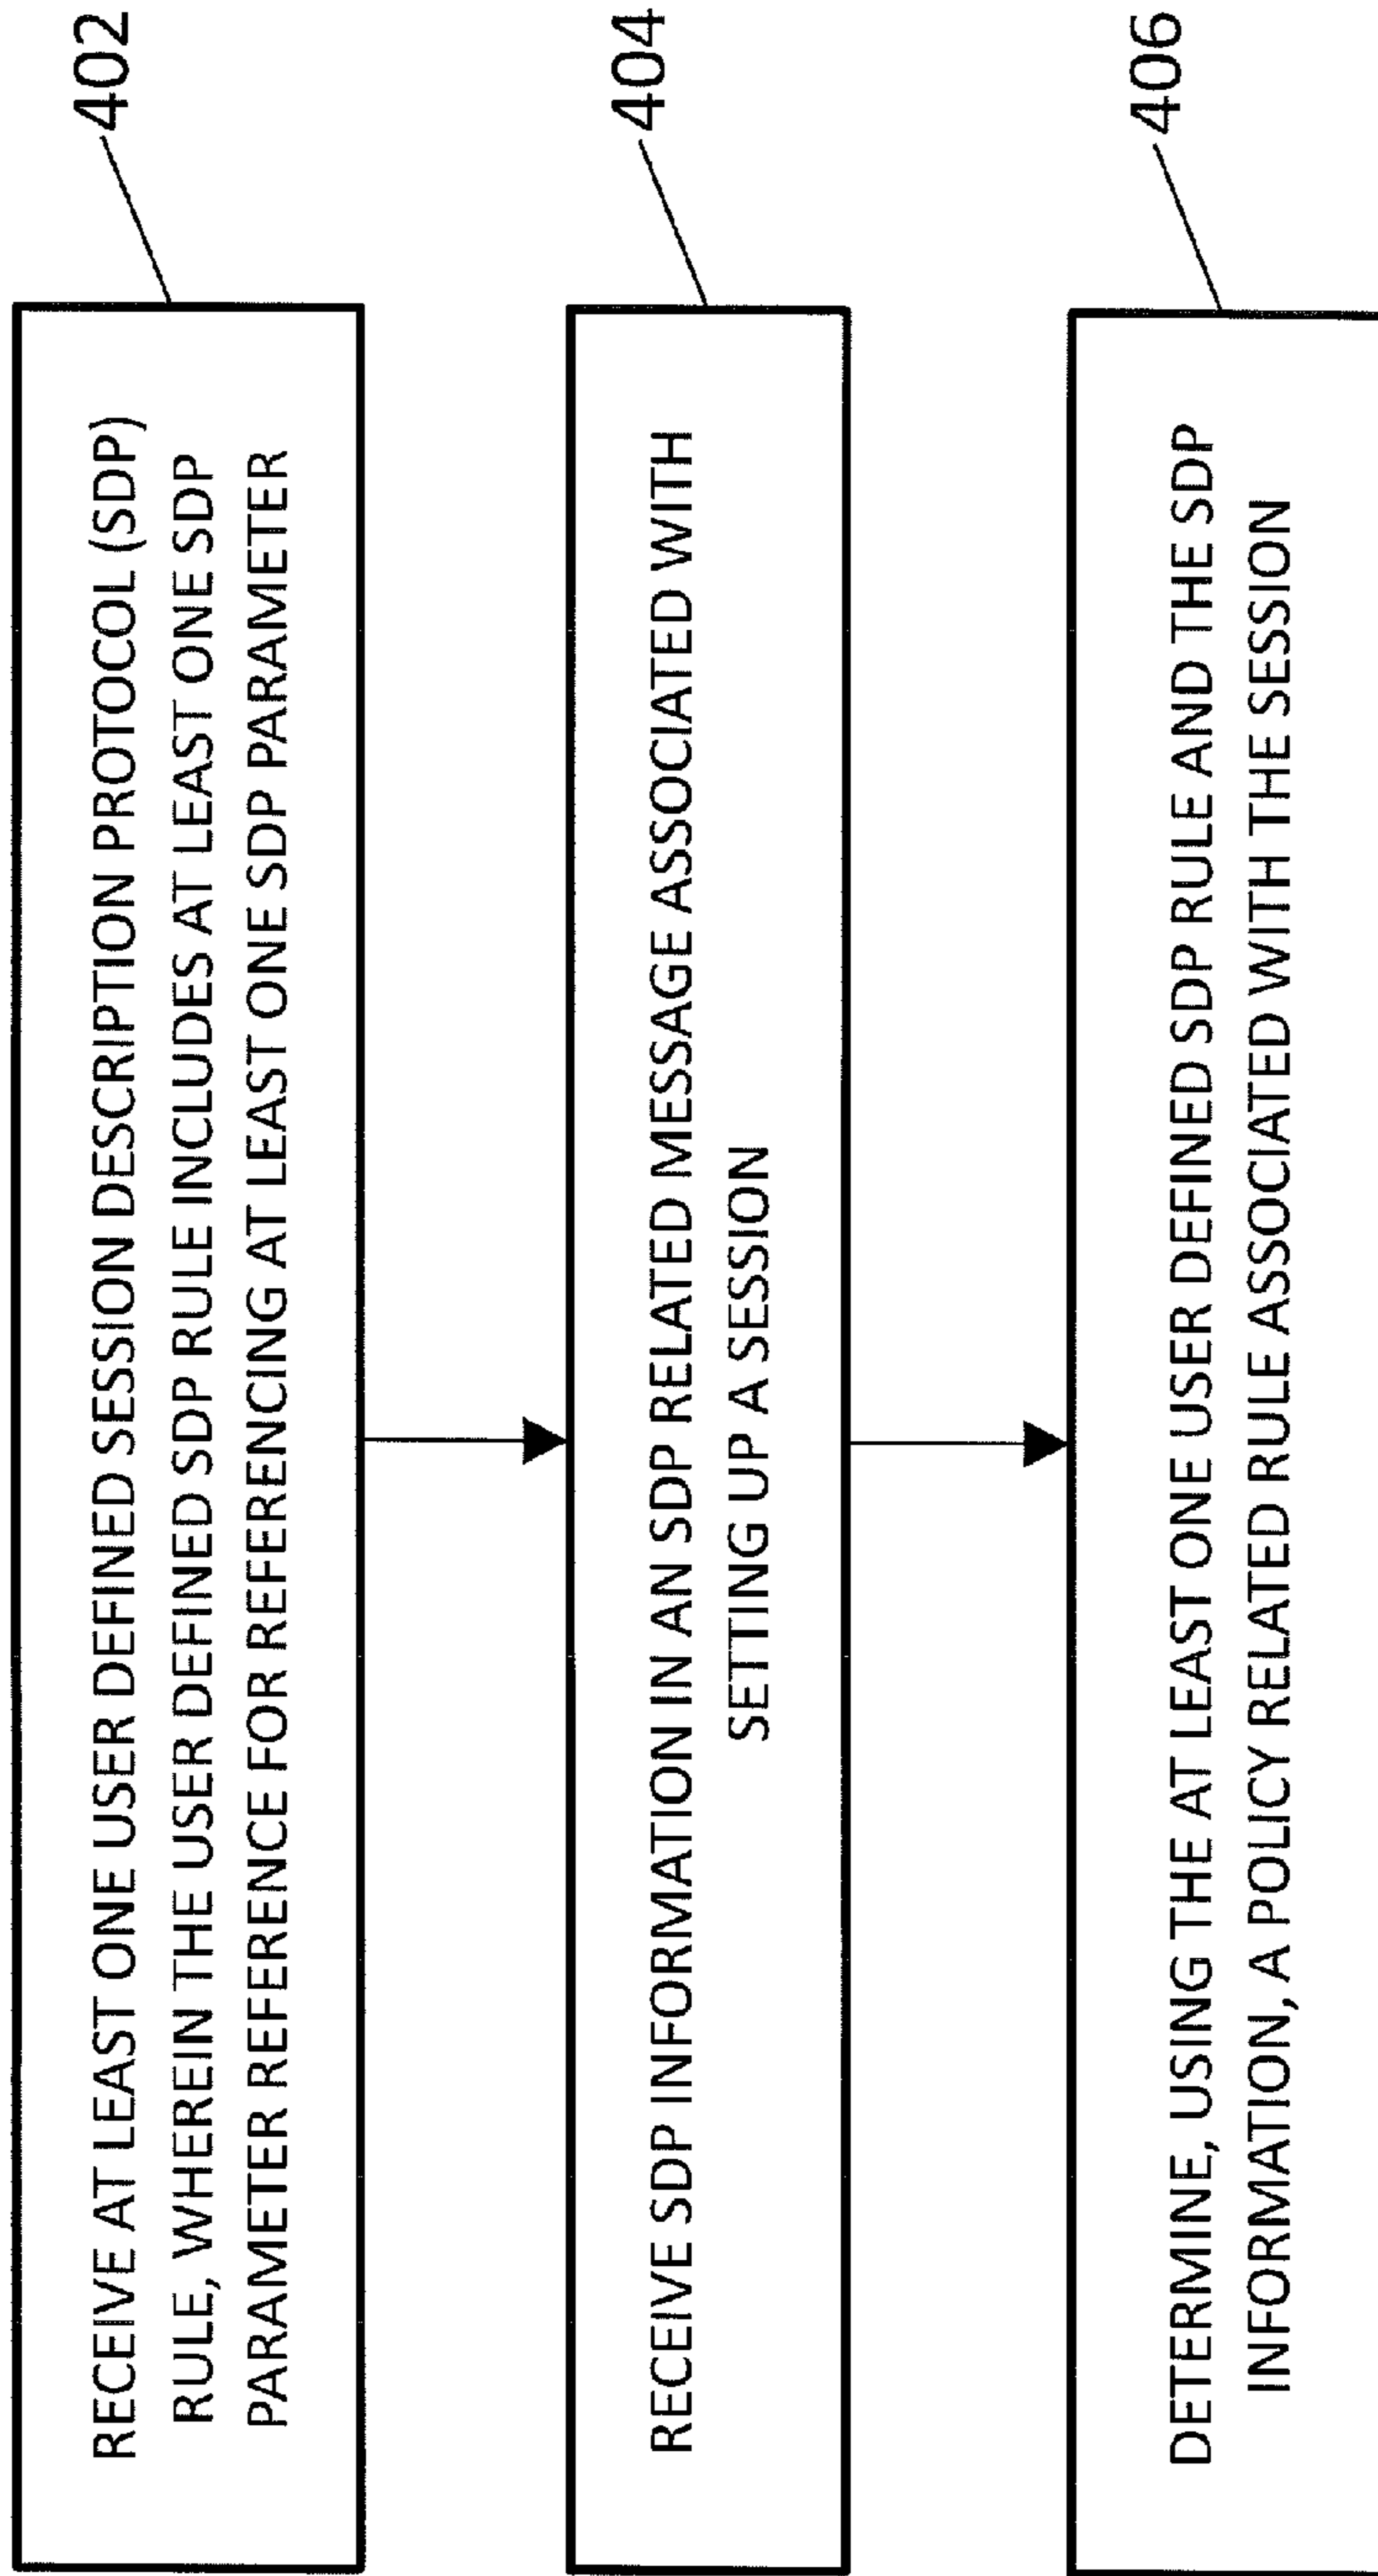 RECEIVE AT LEAST ONE USER DEFINED SESSION DESCRIPTION PROTOCOL (SDP)
RULE, WHEREIN THE USER DEFINED SDP RULE INCLUDES AT LEAST ONE SDP
PARAMETER REFERENCE FOR REFERENCING AT LEAST ONE SDP PARAMETER
402
RECEIVE SDP INFORMATION IN AN SDP RELATED MESSAGE ASSOCIATED WITH
SETTING UP A SESSION
404
DETERMINE, USING THE AT LEAST ONE USER DEFINED SDP RULE AND THE SDP
INFORMATION, A POLICY RELATED RULE ASSOCIATED WITH THE SESSION
406